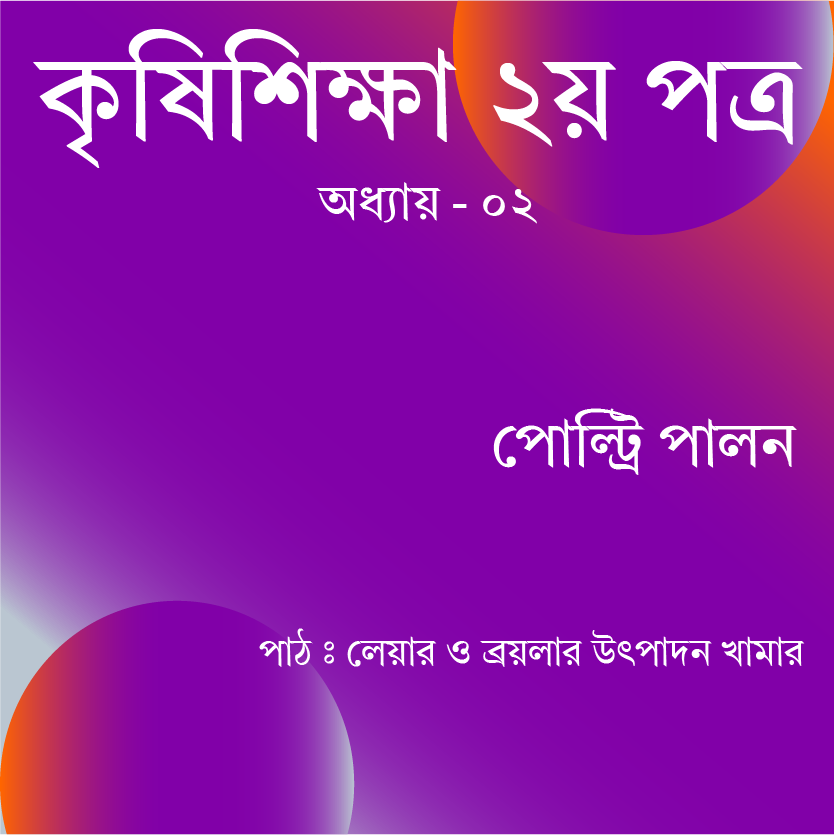 কৃষিশিক্ষা ২য় পত্র
অধ্যায় - ০২
পোল্ট্রি পালন
পাঠ ঃ লেয়ার ও ব্রয়লার উৎপাদন খামার